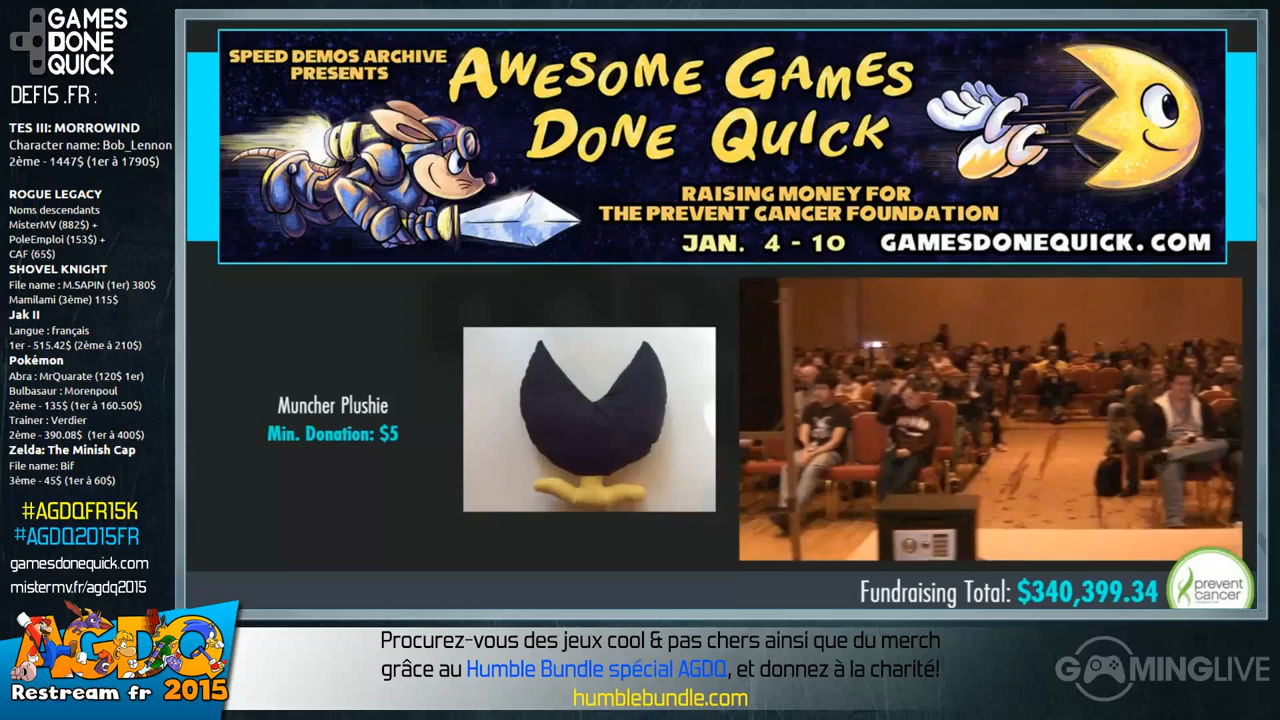 GAMES
DONE
QUICK
DEFIS .FR :
TES III: MORROWIND
Character name: Bob_Lennon
2ème - 1447$ (1er à 1790$)
ROGUE LEGACY
Noms descendants
MisterMV (882$) +
PoleEmploi (153$) +
CAF (65$)
SHOVEL KNIGHT
File name : M.SAPIN (1er) 380$
Mamilami (3ème) 115$
Jak II
Langue : français
1er - 515.42$ (2ème à 210$)
Pokémon
Abra : MrQuarate (120$ 1er)
Bulbasaur : Morenpoul
2ème - 135$ (1er à 160.50$)
Trainer : Verdier
2ème - 390.08$ (1er à 400$)
Zelda: The Minish Cap
File name: Bif
3ème - 45$ (1er à 60$)
#AGDQFR15K
#AGDQ2015FR
gamesdonequick.com
mistermv.fr/agdq2015
AGDQ
Restream fr 2015
SPEED DEMOS ARCHIVE
PRESENTS
AWESOME GAMES
DONE QUICK
RAISING MONEY FOR
THE PREVENT CANCER FOUNDATION
JAN. 4 - 10 GAMESDONEQUICK.COM
Muncher Plushie
Min. Donation: $5
Fundraising Total: $340,399.34
prevent
cancer
Procurez-vous des jeux cool & pas chers ainsi que du merch
grâce au Humble Bundle spécial AGDQ, et donnez à la charité!
humblebundle.com
GAMINGLIVE